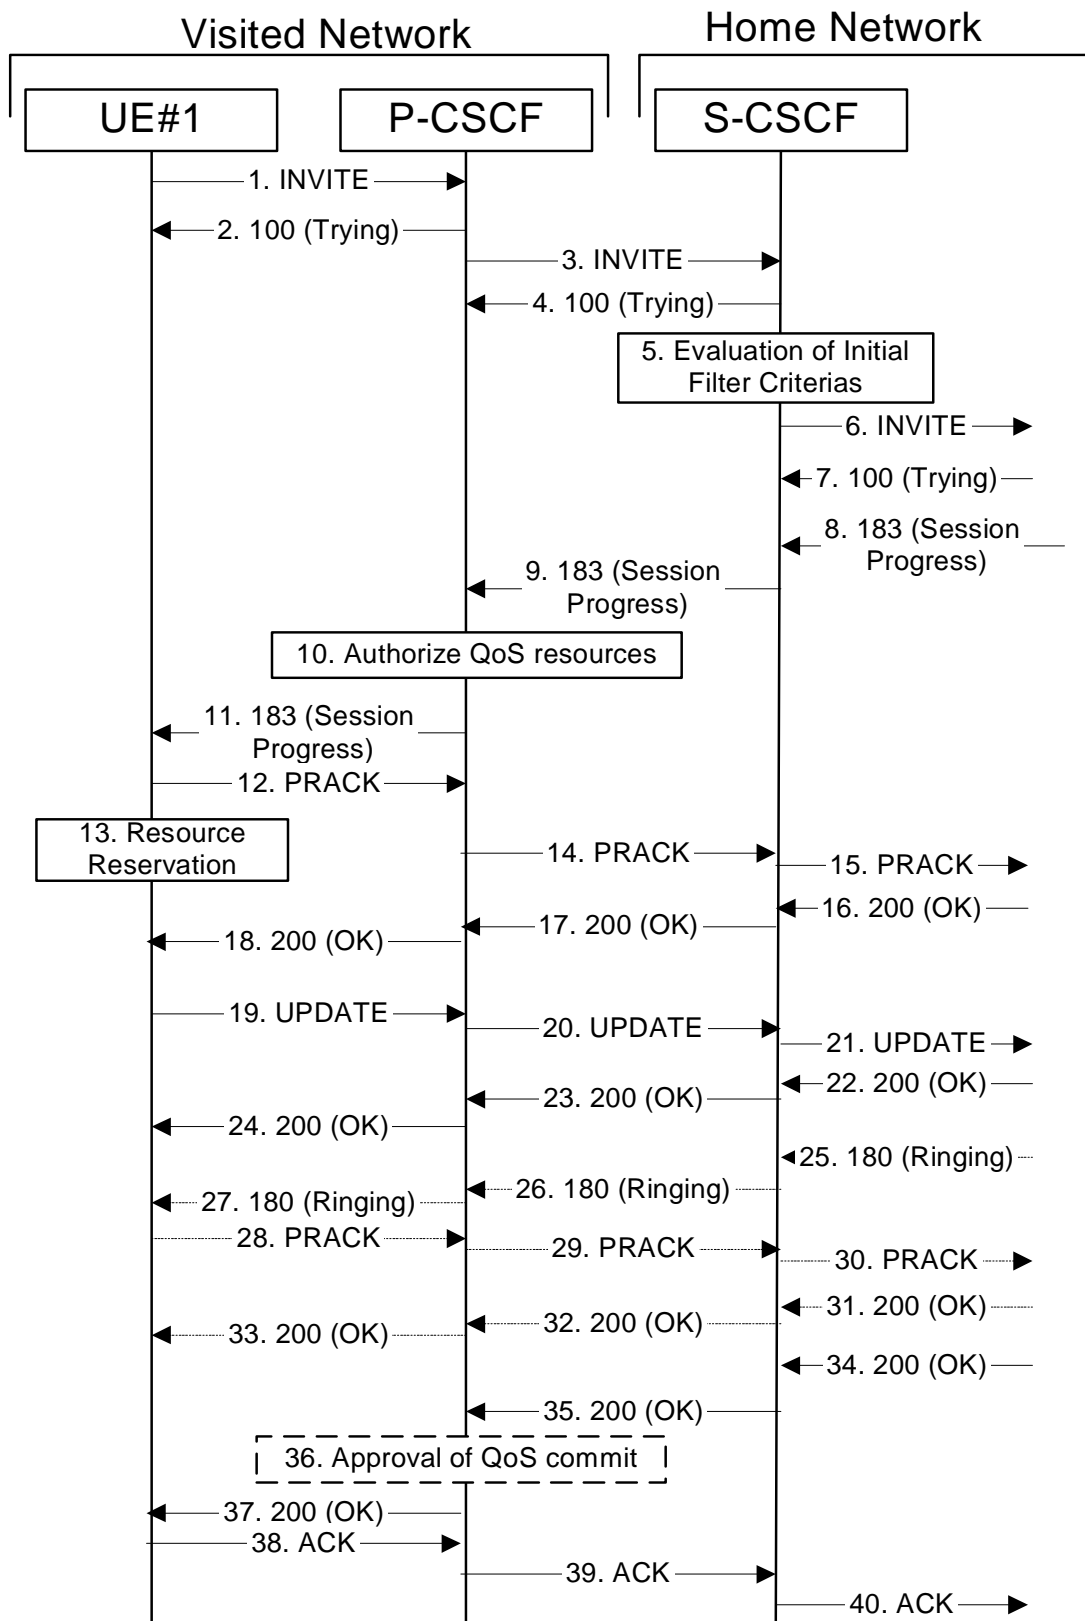 Visited Network
Home Network
UE#1
P-CSCF
S-CSCF
1. INVITE
2. 100 (Trying)
3. INVITE
4. 100 (Trying)
5. Evaluation of Initial
Filter Criterias
6. INVITE
7. 100 (Trying)
8. 183 (Session
Progress)
9. 183 (Session
Progress)
10. Authorize QoS resources
11. 183 (Session
Progress)
12. PRACK
13. Resource
Reservation
14. PRACK
15. PRACK
16. 200 (OK)
17. 200 (OK)
18. 200 (OK)
19. UPDATE
20. UPDATE
21. UPDATE
22. 200 (OK)
23. 200 (OK)
24. 200 (OK)
25. 180 (Ringing)
26. 180 (Ringing)
27. 180 (Ringing)
28. PRACK
29. PRACK
30. PRACK
31. 200 (OK)
32. 200 (OK)
33. 200 (OK)
34. 200 (OK)
35. 200 (OK)
36. Approval of QoS commit
37. 200 (OK)
38. ACK
39. ACK
40. ACK